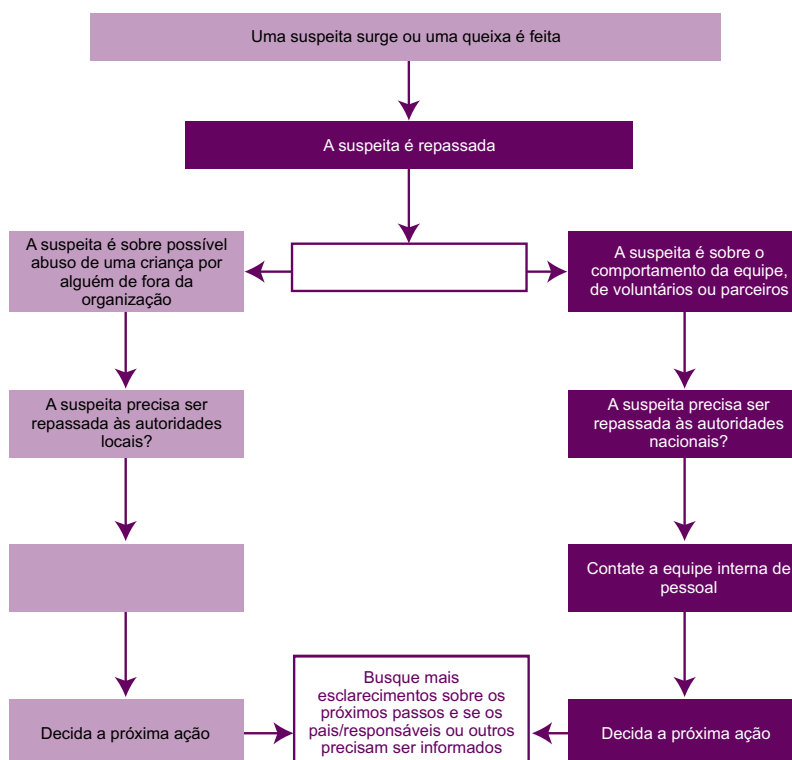 Uma suspeita surge ou uma queixa é feita
A suspeita é repassada
A suspeita é sobre possível
abuso de uma criança por
alguém de fora da
organização
A suspeita é sobre o
comportamento da equipe,
de voluntários ou parceiros
A suspeita precisa ser
repassada às autoridades
locais?
A suspeita precisa ser
repassada às autoridades
nacionais?
Contate a equipe interna de
pessoal
Decida a próxima ação
Busque mais
esclarecimentos sobre os
próximos passos e se os
pais/responsáveis ou outros
precisam ser informados
Decida a próxima ação